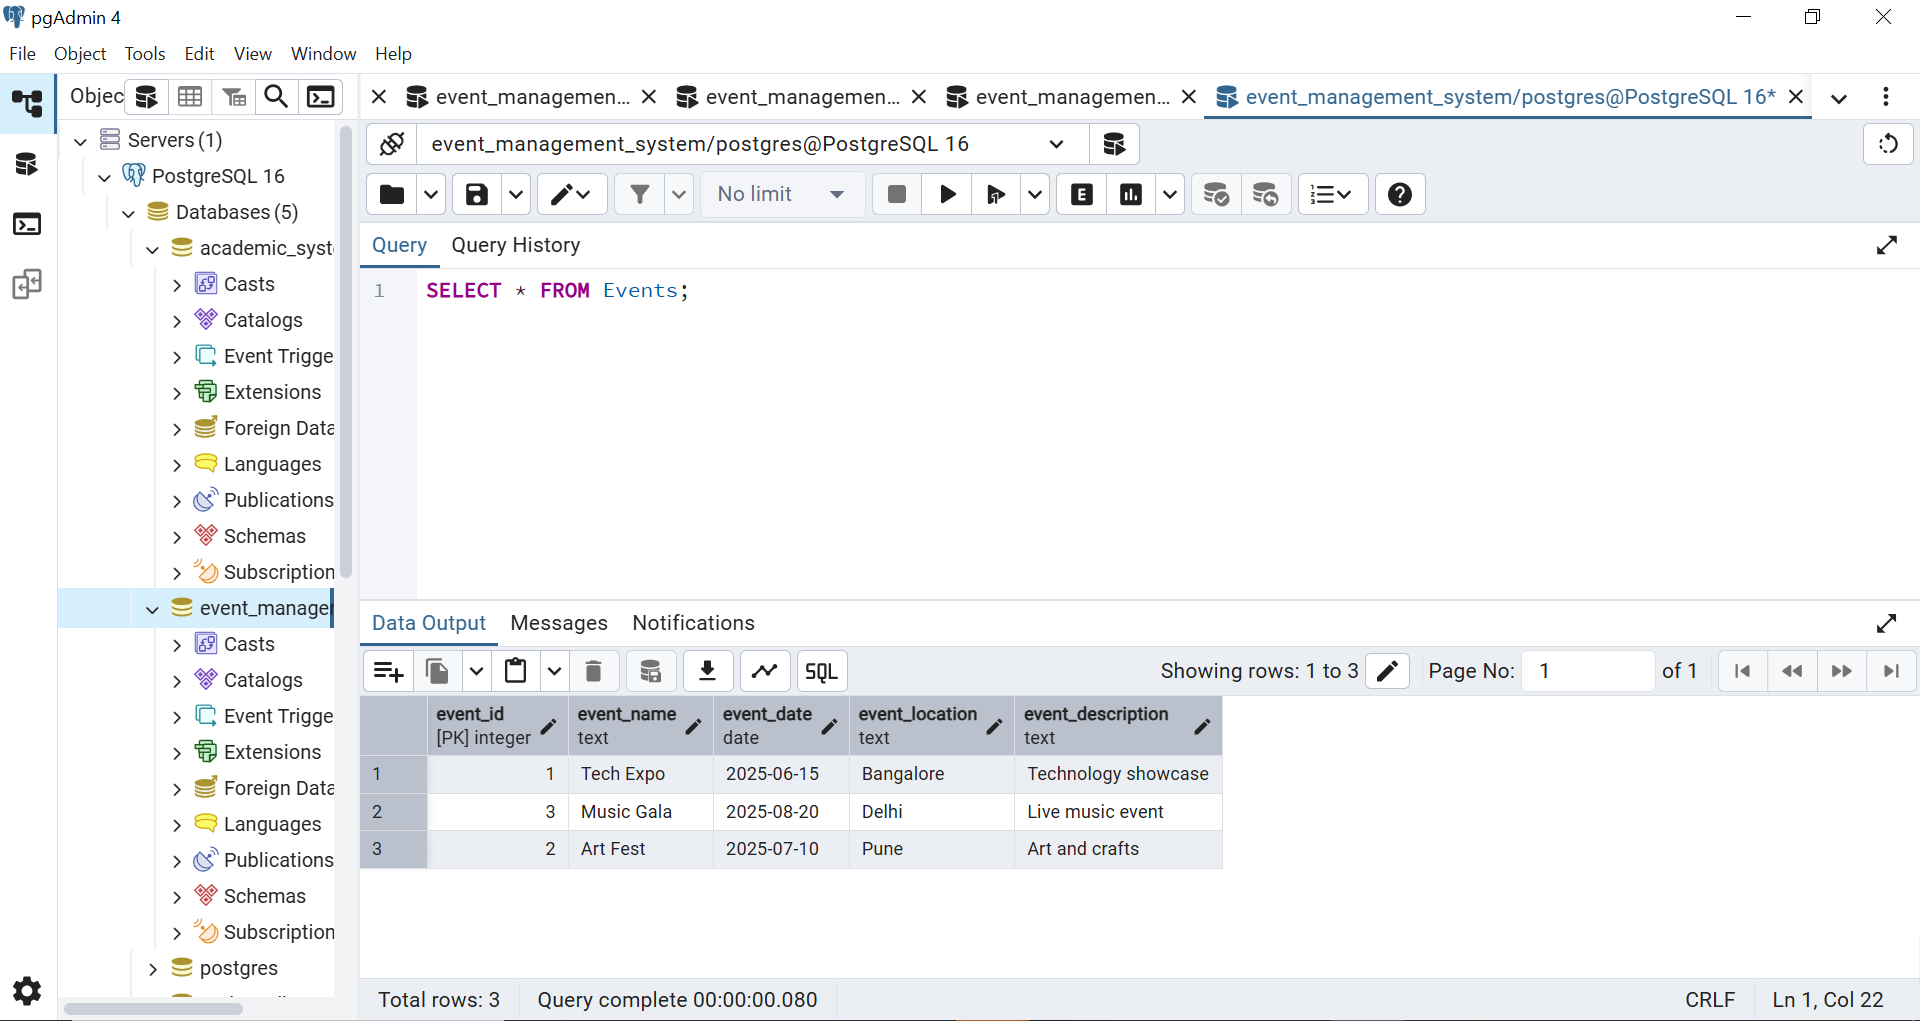 pgAdmin 4
File Object Tools Edit View Window Help
Objec
event_managemen... event_managemen... event_managemen... event_management_system/postgres@PostgreSQL 16*
Servers (1)
PostgreSQL 16
Databases (5)
academic_syst
Casts
Catalogs
Event Trigge
Extensions
Foreign Data
Languages
Publications
Schemas
Subscription
event_manager
Casts
Catalogs
Event Trigge
Extensions
Foreign Data
Languages
Publications
Schemas
Subscription
postgres
event_management_system/postgres@PostgreSQL 16
No limit
E
Query Query History
1 SELECT * FROM Events;
Data Output Messages Notifications
SQL Showing rows: 1 to 3 Page No: 1 of 1
event_id event_name event_date event_location event_description
[PK] integer text date text text
1 1 Tech Expo 2025-06-15 Bangalore Technology showcase
2 3 Music Gala 2025-08-20 Delhi Live music event
3 2 Art Fest 2025-07-10 Pune Art and crafts
Total rows: 3 Query complete 00:00:00.080 CRLF Ln 1, Col 22